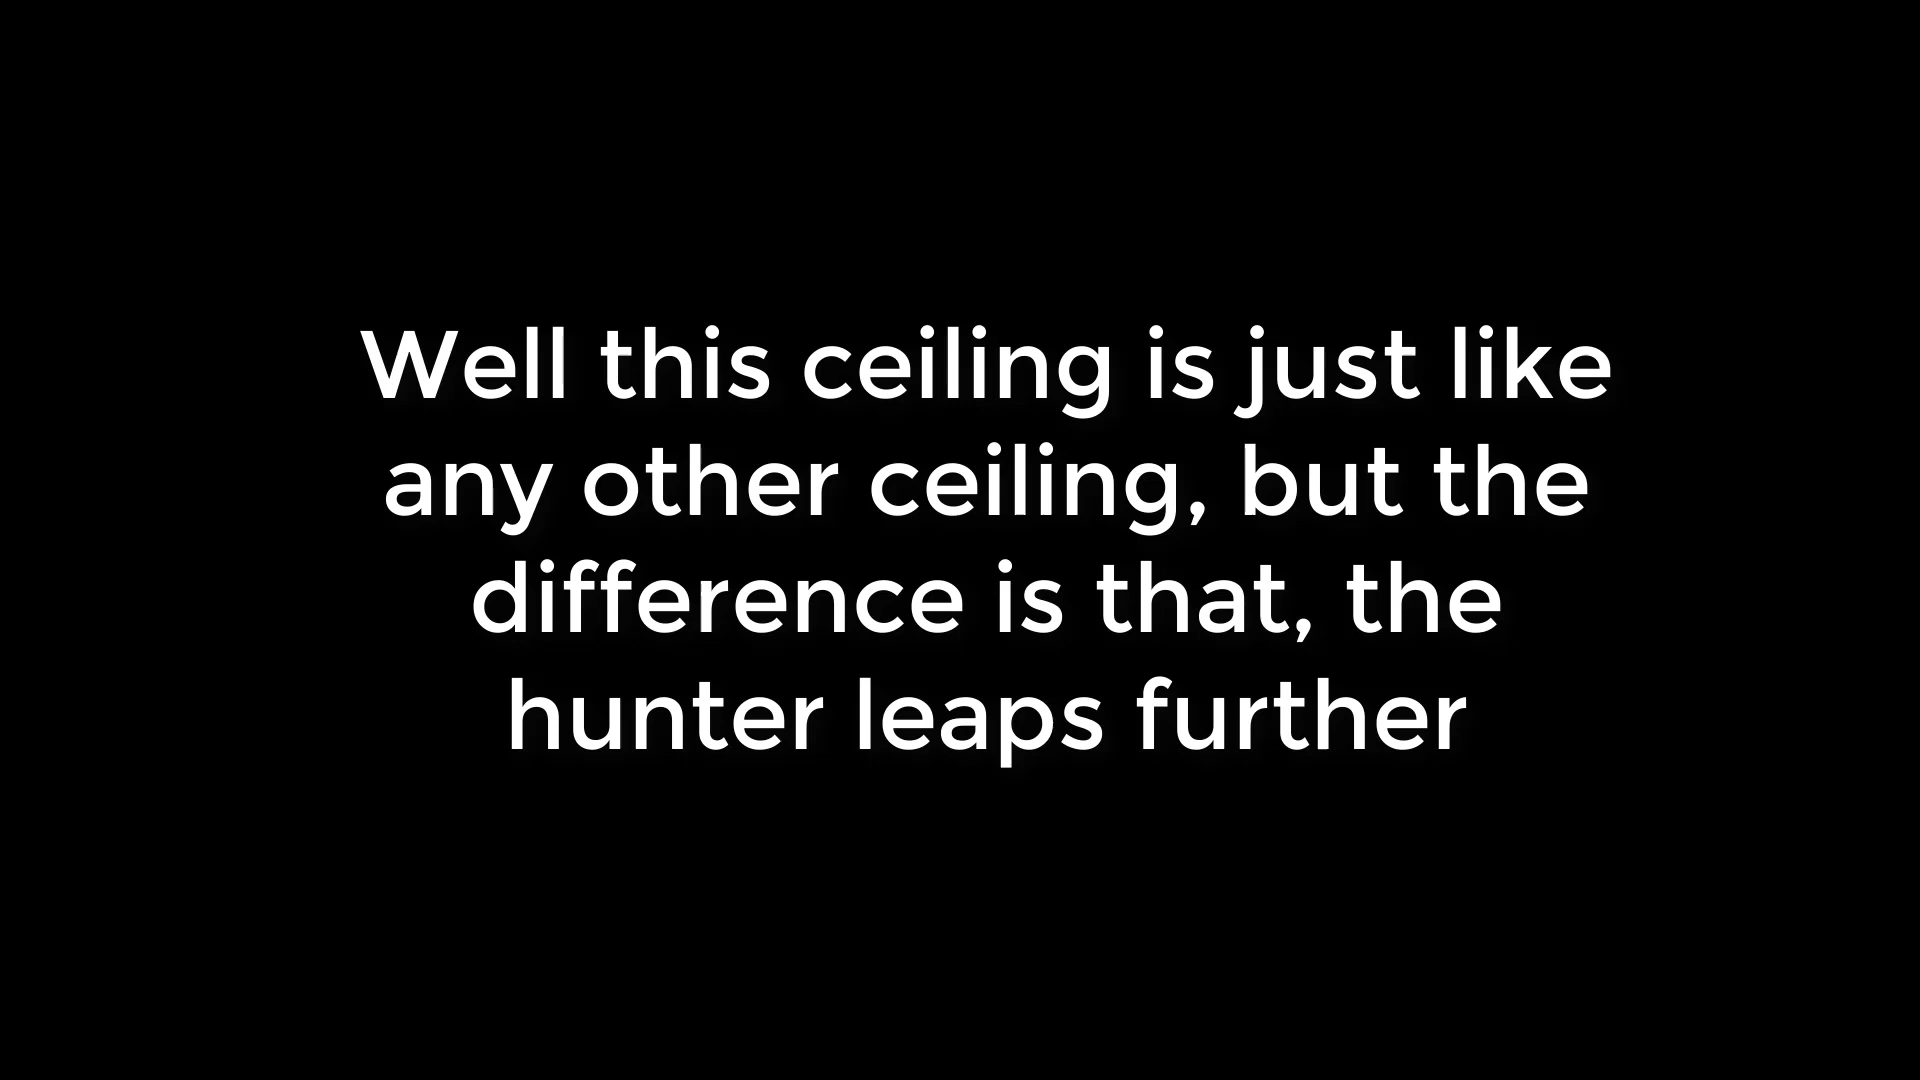 Well this ceiling is just like
any other ceiling, but the
difference is that, the
hunter leaps further